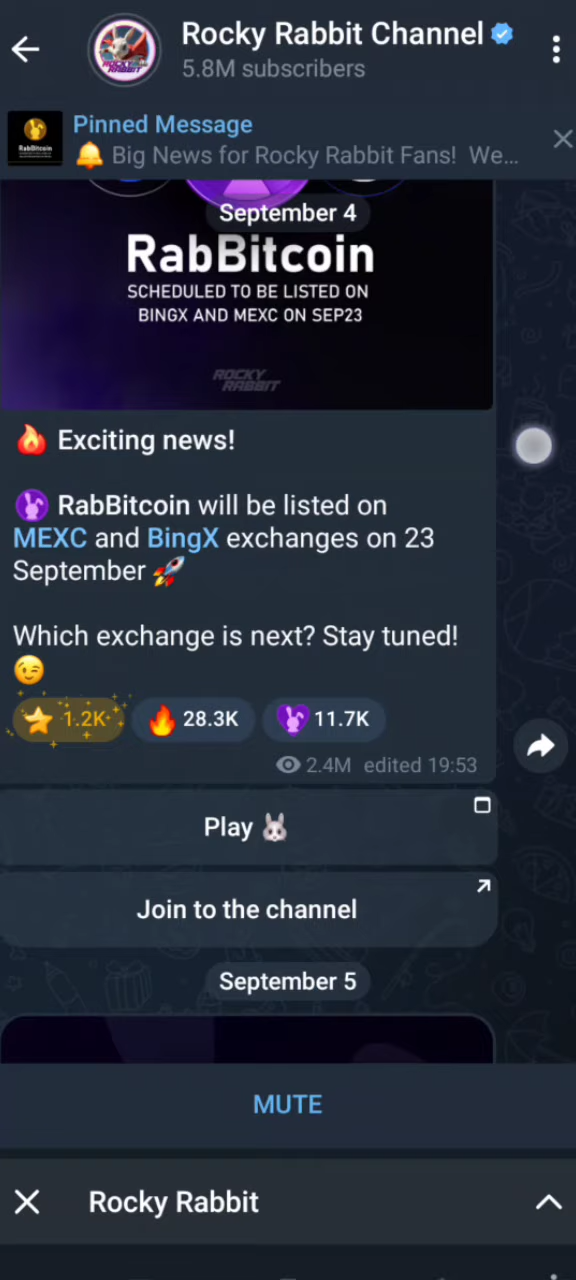 Rocky Rabbit Channel
5.8M subscribers
Pinned Message
🔔 Big News for Rocky Rabbit Fans! We...
RabBitcoin
September 4
RabBitcoin
SCHEDULED TO BE LISTED ON
BINGX AND MEXC ON SEP23
ROCKY
RABBIT
🔥 Exciting news!
RabBitcoin will be listed on
MEXC and BingX exchanges on 23
September 🚀
Which exchange is next? Stay tuned!
😉
1.2K 28.3K 11.7K
2.4M edited 19:53
Play 🐰
Join to the channel
September 5
MUTE
Rocky Rabbit